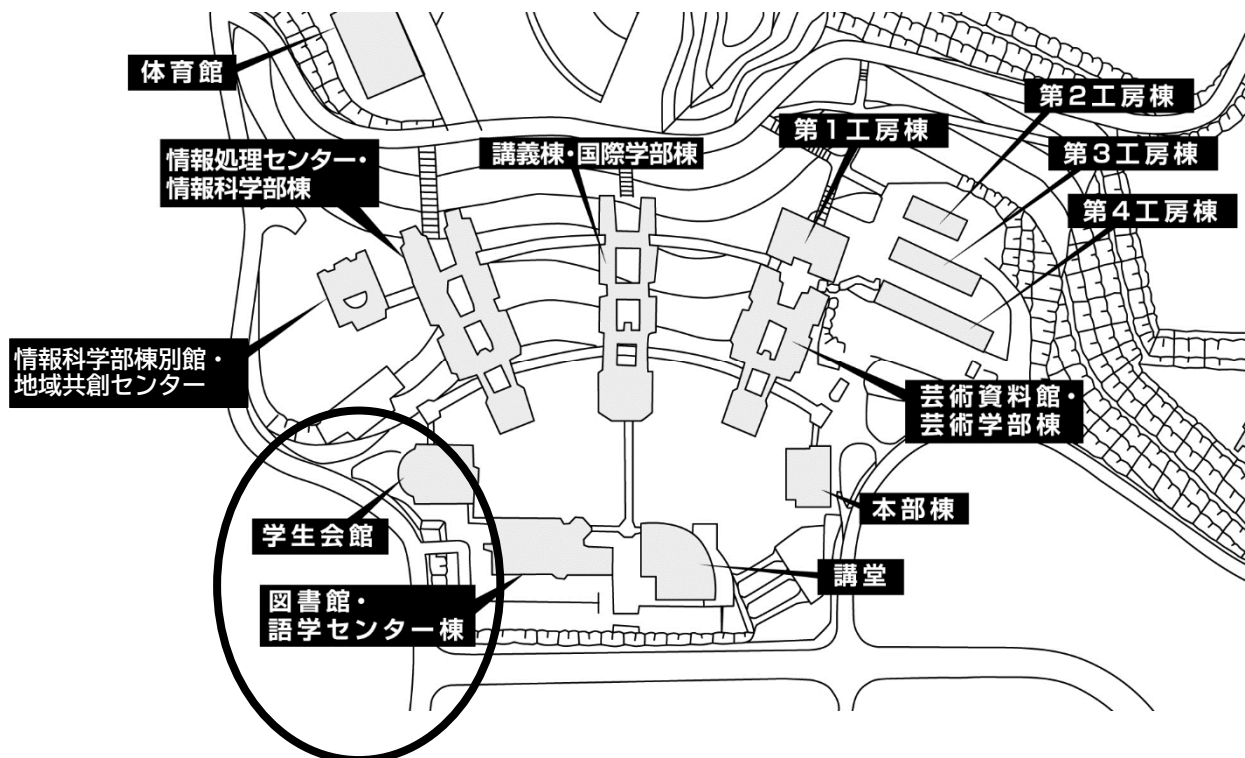 体育館
第2工房棟
第1工房棟
第3工房棟
情報処理センター・
情報科学部棟
講義棟・国際学部棟
第4工房棟
情報科学部棟別館・
地域共創センター
芸術資料館・
芸術学部棟
本部棟
学生会館
講堂
図書館・
語学センター棟